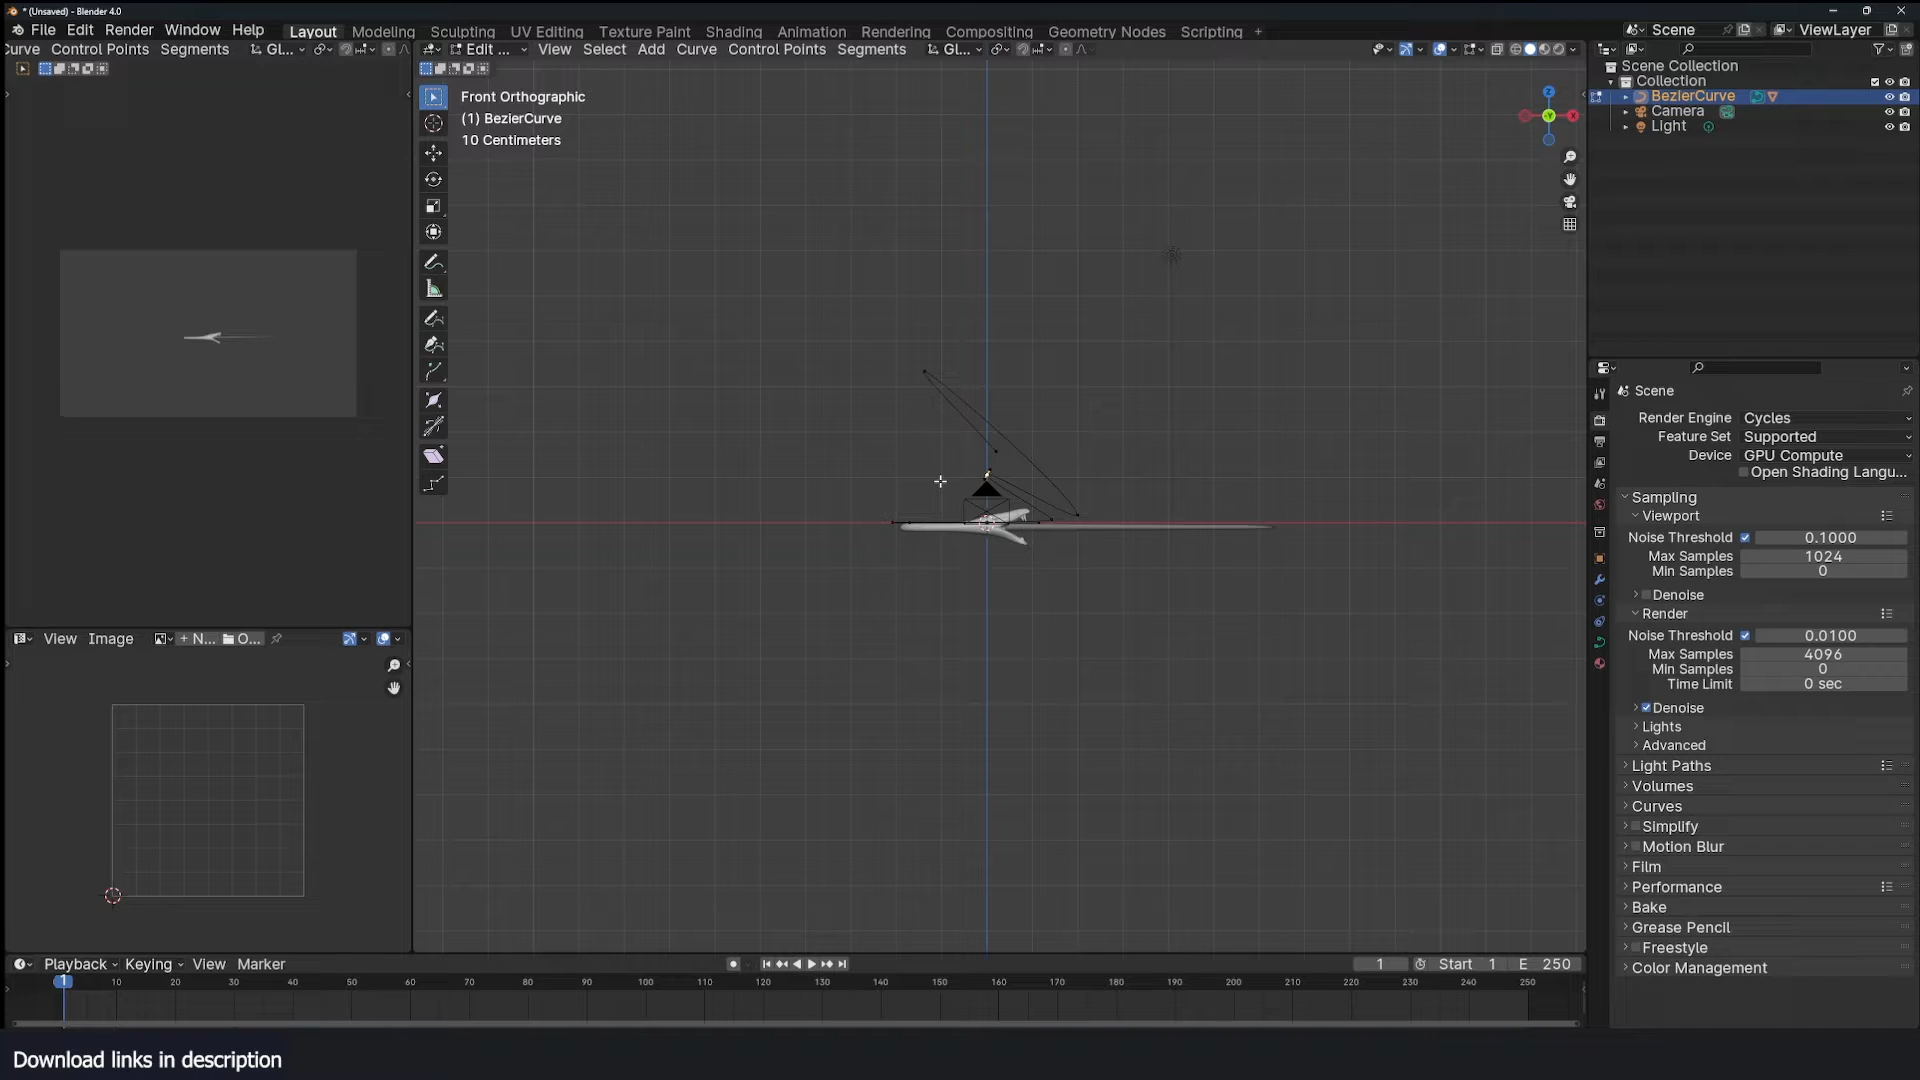 * (Unsaved) - Blender 4.0
File Edit Render Window Help Layout Modeling Sculpting UV Editing Texture Paint Shading Animation Rendering Compositing Geometry Nodes Scripting +
Scene ViewLayer
Curve Control Points Segments Gl...
Edit ... View Select Add Curve Control Points Segments Gl...
Front Orthographic
(1) BezierCurve
10 Centimeters
Z
X
-Y
Scene Collection
Collection
BezierCurve
Camera
Light
Scene
Render Engine Cycles
Feature Set Supported
Device GPU Compute
Open Shading Langu...
Sampling
Viewport
Noise Threshold 0.1000
Max Samples 1024
Min Samples 0
Denoise
Render
Noise Threshold 0.0100
Max Samples 4096
Min Samples 0
Time Limit 0 sec
Denoise
Lights
Advanced
Light Paths
Volumes
Curves
Simplify
Motion Blur
Film
Performance
Bake
Grease Pencil
Freestyle
Color Management
View Image + N... O...
Playback Keying View Marker
1 Start 1 E 250
1 10 20 30 40 50 60 70 80 90 100 110 120 130 140 150 160 170 180 190 200 210 220 230 240 250
Download links in description